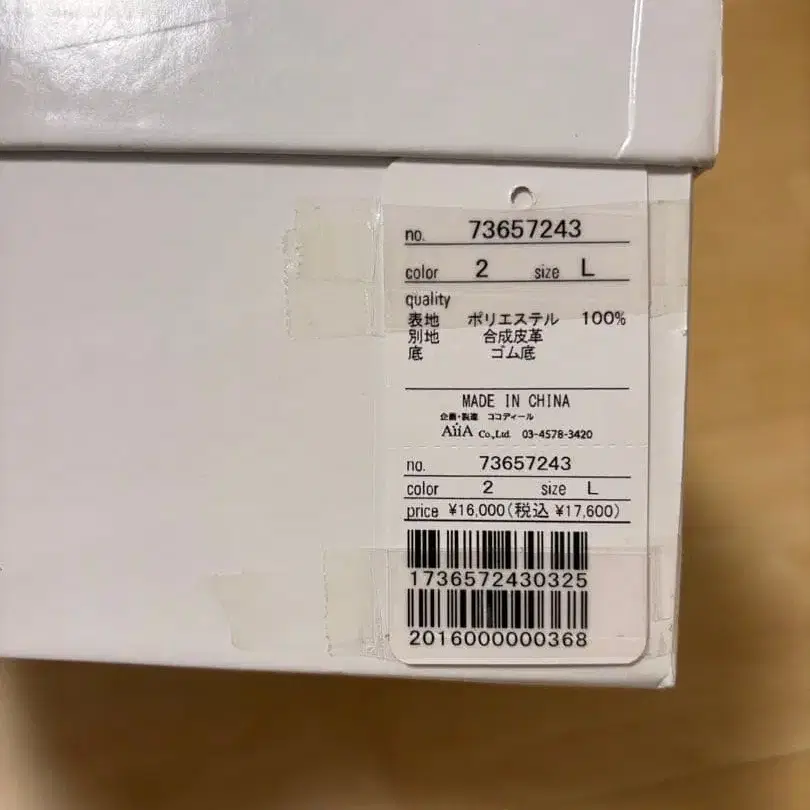 no. 73657243
color 2 size L
quality
表地 ポリエステル 100%
別地 合成皮革
底 ゴム底
MADE IN CHINA
企画・製造 ココディール
AiiA Co.,Ltd. 03-4578-3420
no. 73657243
color 2 size L
price ¥16,000(税込 ¥17,600)
1736572430325
2016000000368